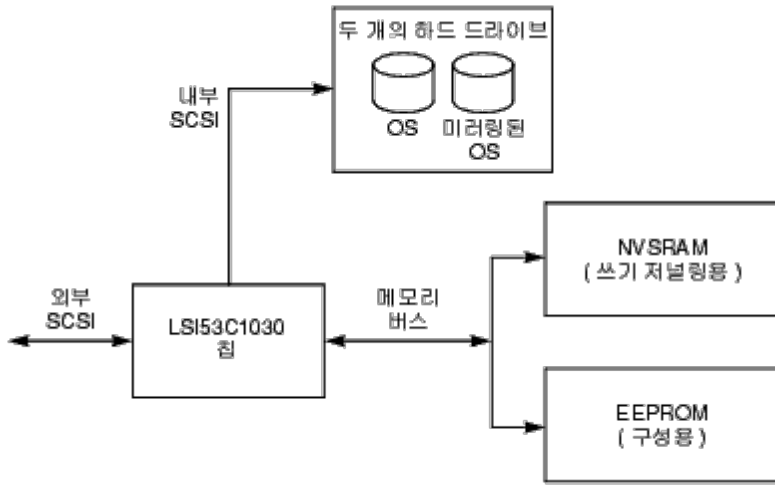 두 개의 하드 드라이브
OS
미러링된
OS
내부
SCSI
외부
SCSI
LSI53C1030
칩
메모리
버스
NVSRAM
( 쓰기 저널링용 )
EEPROM
( 구성용 )